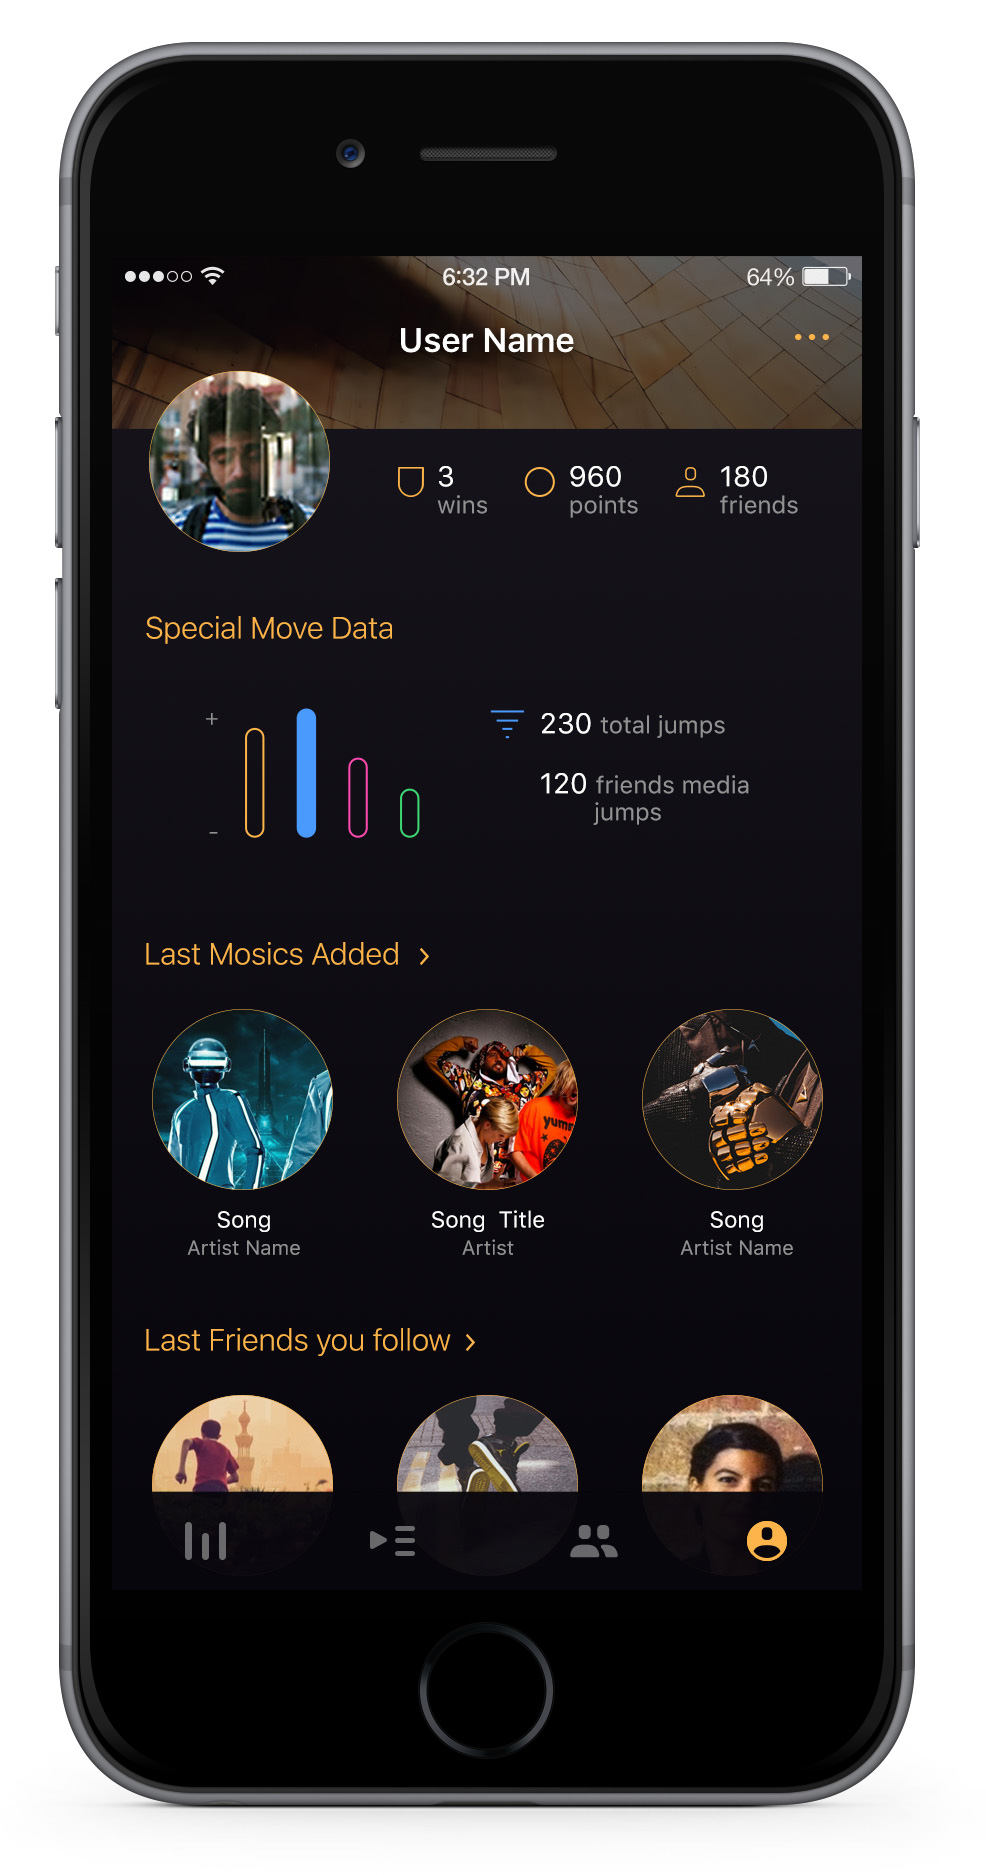 6:32 PM
64%
User Name
3
wins
960
points
180
friends
Special Move Data
+
-
230 total jumps
120 friends media
jumps
Last Mosics Added >
yums
Song
Artist Name
Song Title
Artist
Song
Artist Name
Last Friends you follow >